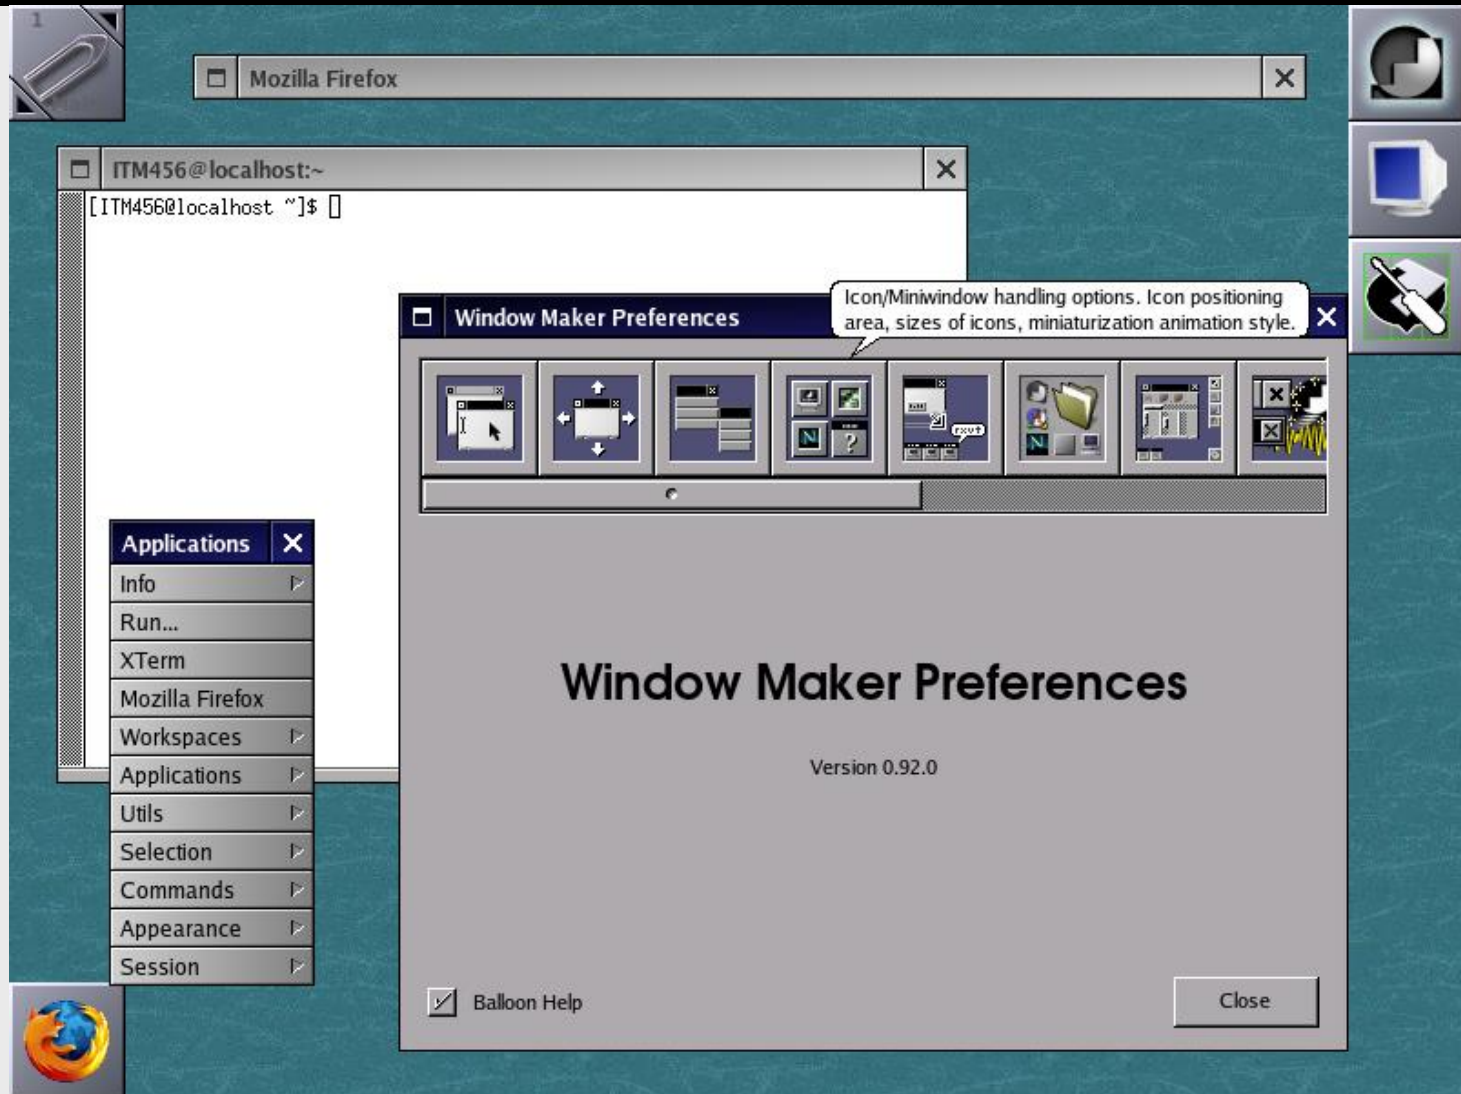 1
Mozilla Firefox
ITM456@localhost:~
[ITM456@localhost ~]$
Icon/Miniwindow handling options. Icon positioning
area, sizes of icons, miniaturization animation style.
Window Maker Preferences
rxvt
Applications
Info
Run...
XTerm
Mozilla Firefox
Workspaces
Applications
Utils
Selection
Commands
Appearance
Session
Window Maker Preferences
Version 0.92.0
Balloon Help
Close